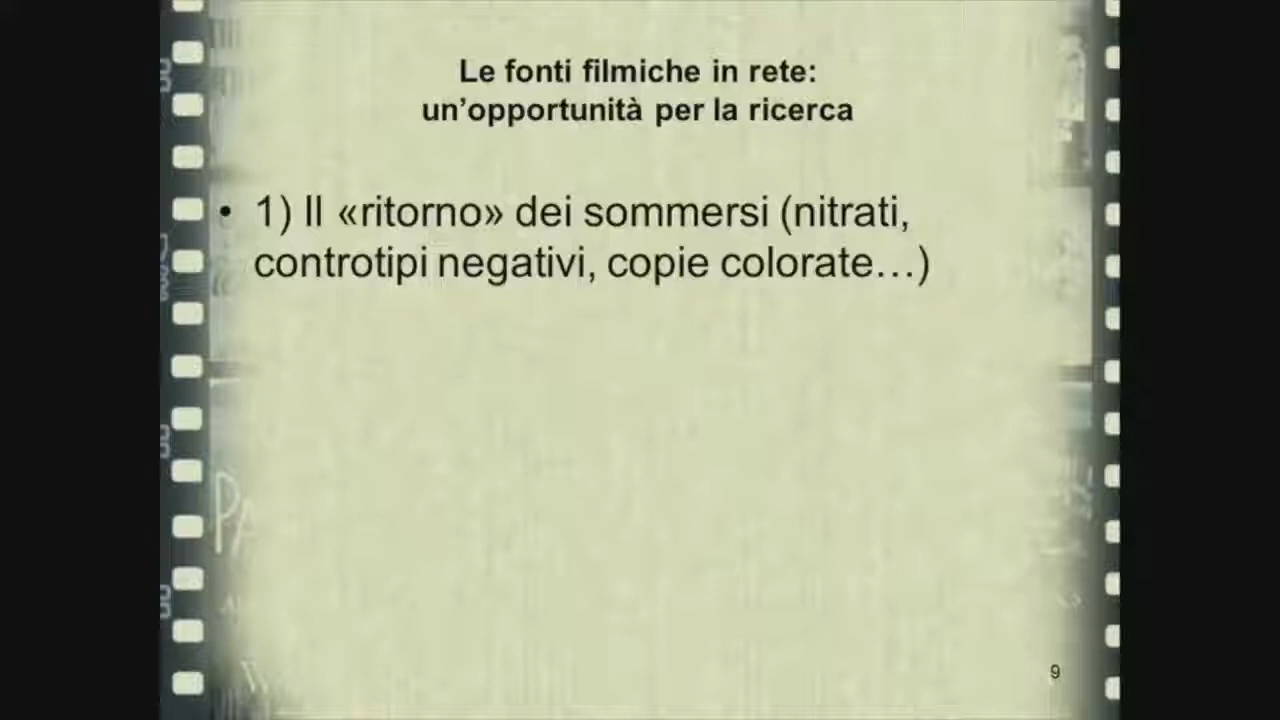 Le fonti filmiche in rete:
un’opportunità per la ricerca
• 1) Il «ritorno» dei sommersi (nitrati,
controtipi negativi, copie colorate…)
9